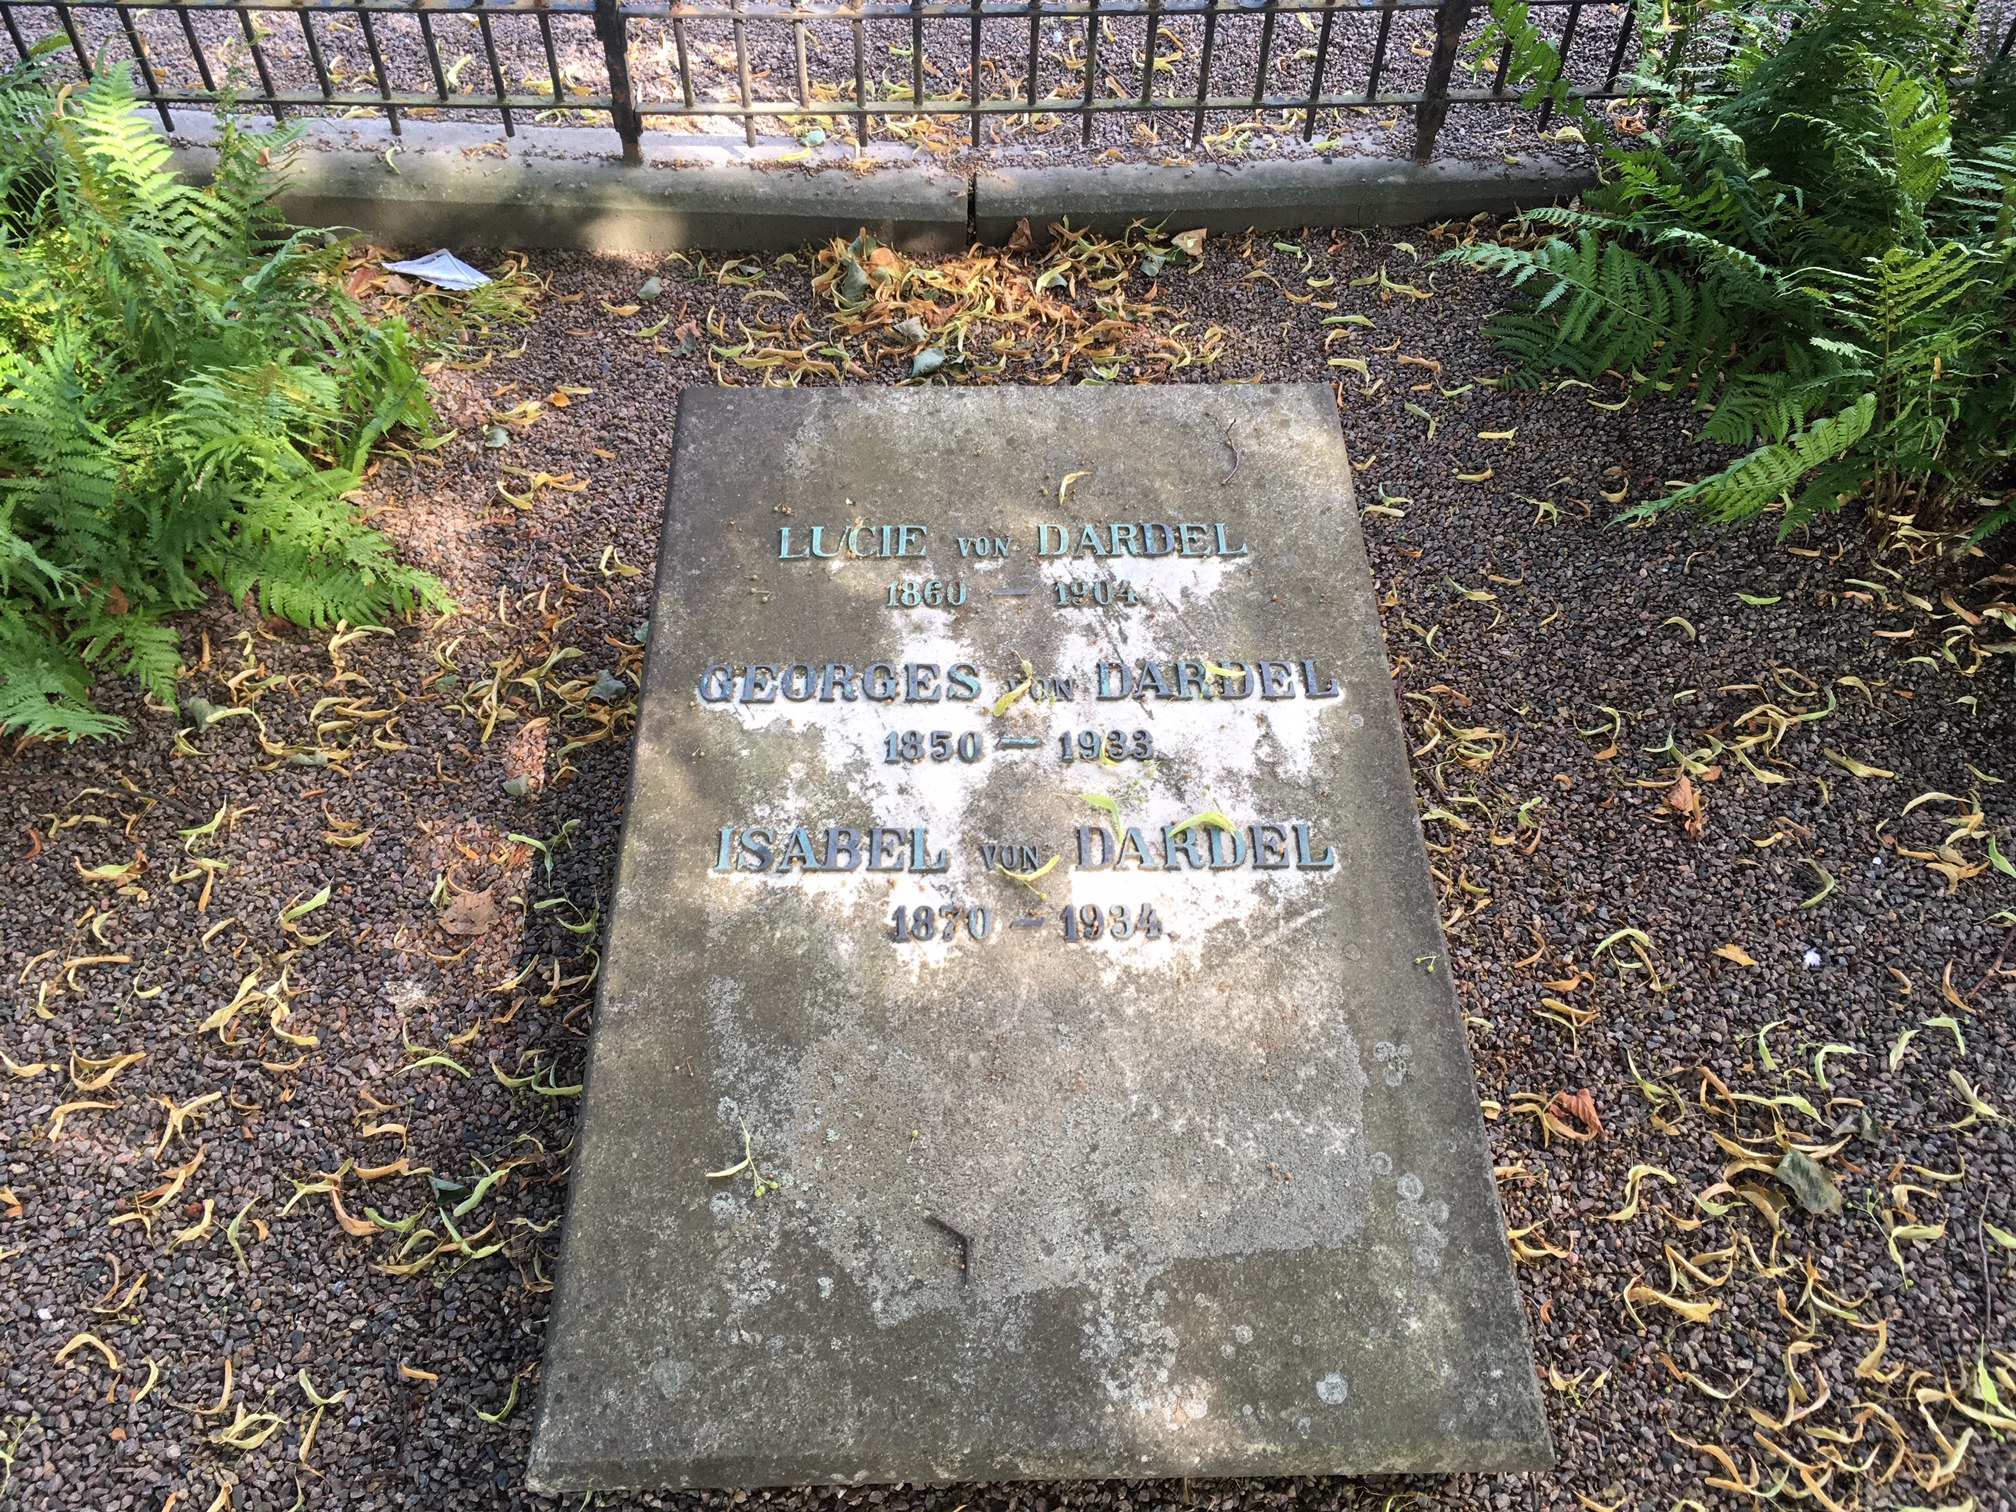 LUCIE VON DARDEL
1860 – 1904
GEORGES VON DARDEL
1850 – 1933
ISABEL VON DARDEL
1870 – 1934